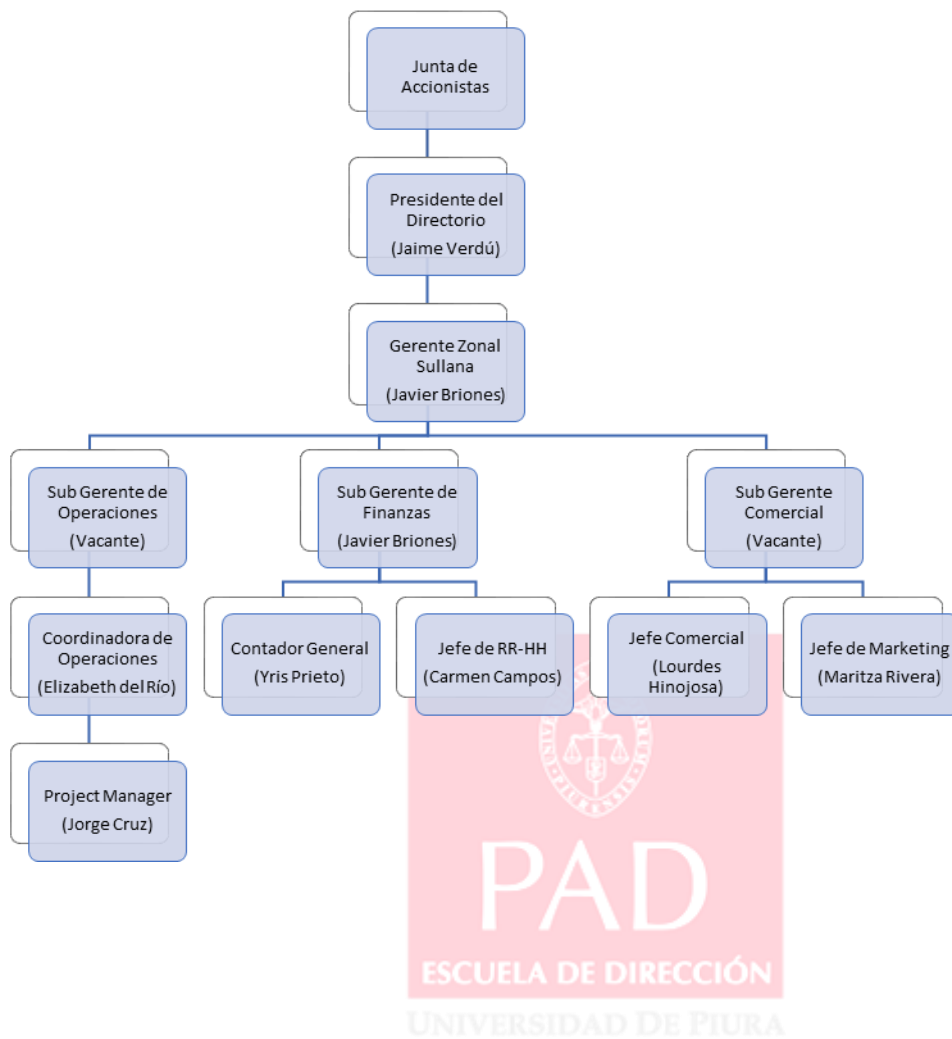 Junta de
Accionistas
Presidente del
Directorio
(Jaime Verdú)
Gerente Zonal
Sullana
(Javier Briones)
Sub Gerente de
Operaciones
(Vacante)
Sub Gerente de
Finanzas
(Javier Briones)
Sub Gerente
Comercial
(Vacante)
Coordinadora de
Operaciones
(Elizabeth del Río)
Contador General
(Yris Prieto)
Jefe de RR-HH
(Carmen Campos)
Jefe Comercial
(Lourdes
Hinojosa)
Jefe de Marketing
(Maritza Rivera)
Project Manager
(Jorge Cruz)
PAD
ESCUELA DE DIRECCIÓN
UNIVERSIDAD DE PIURA